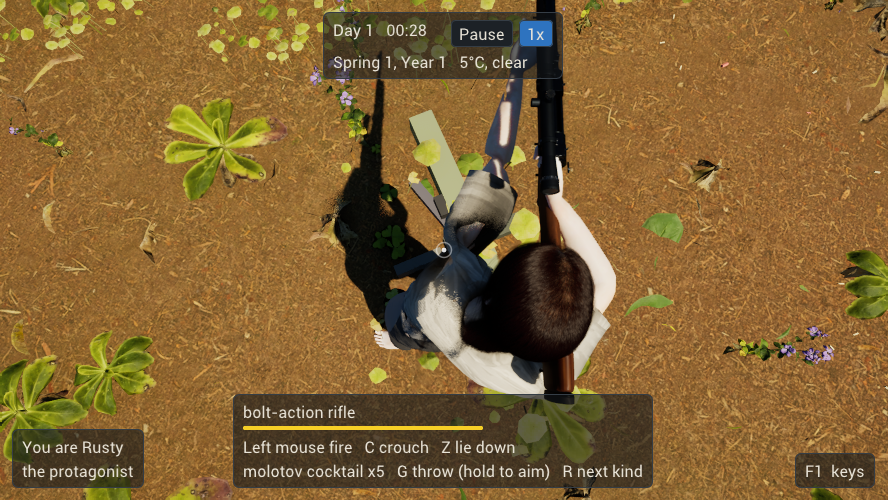 Day 1 00:28 Pause 1x
Spring 1, Year 1 5°C, clear
bolt-action rifle
Left mouse fire C crouch Z lie down
molotov cocktail x5 G throw (hold to aim) R next kind
You are Rusty
the protagonist
F1 keys